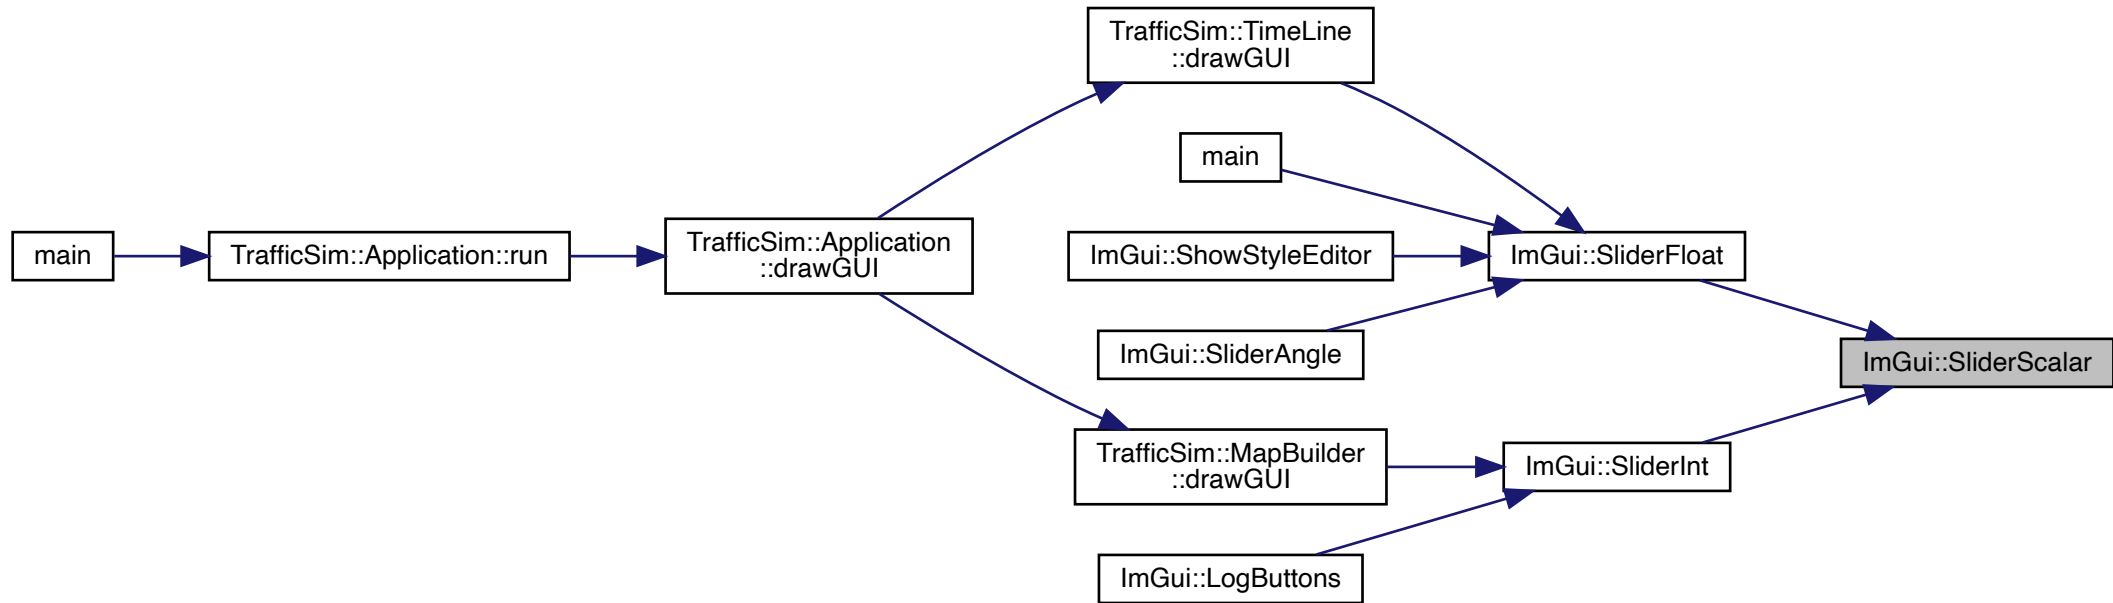 TrafficSim::TimeLine
::drawGUI
main
main
TrafficSim::Application::run
TrafficSim::Application
::drawGUI
ImGui::ShowStyleEditor
ImGui::SliderFloat
ImGui::SliderAngle
ImGui::SliderScalar
TrafficSim::MapBuilder
::drawGUI
ImGui::SliderInt
ImGui::LogButtons